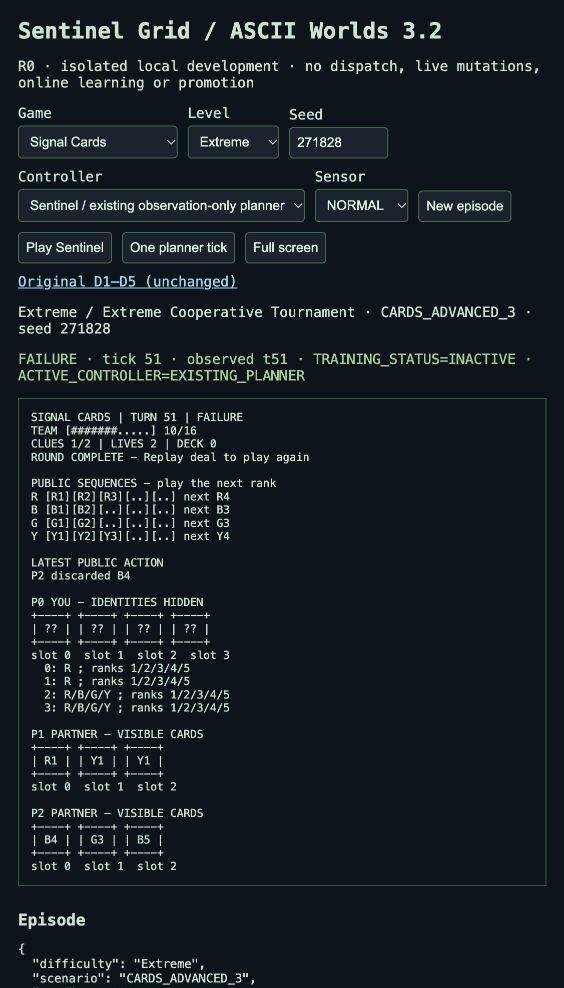 Sentinel Grid / ASCII Worlds 3.2
R0 · isolated local development · no dispatch, live mutations,
online learning or promotion
Game Level Seed
Signal Cards Extreme 271828
Controller Sensor
Sentinel / existing observation-only planner NORMAL New episode
Play Sentinel One planner tick Full screen
Original D1–D5 (unchanged)
Extreme / Extreme Cooperative Tournament · CARDS_ADVANCED_3 ·
seed 271828
FAILURE · tick 51 · observed t51 · TRAINING_STATUS=INACTIVE ·
ACTIVE_CONTROLLER=EXISTING_PLANNER
SIGNAL CARDS | TURN 51 | FAILURE
TEAM [#######.....] 10/16
CLUES 1/2 | LIVES 2 | DECK 0
ROUND COMPLETE — Replay deal to play again
PUBLIC SEQUENCES — play the next rank
R [R1][R2][R3][..][..] next R4
B [B1][B2][..][..][..] next B3
G [G1][G2][..][..][..] next G3
Y [Y1][Y2][Y3][..][..] next Y4
LATEST PUBLIC ACTION
P2 discarded B4
P0 YOU — IDENTITIES HIDDEN
+----+ +----+ +----+ +----+
| ?? | | ?? | | ?? | | ?? |
+----+ +----+ +----+ +----+
slot 0  slot 1  slot 2  slot 3
  0: R ; ranks 1/2/3/4/5
  1: R ; ranks 1/2/3/4/5
  2: R/B/G/Y ; ranks 1/2/3/4/5
  3: R/B/G/Y ; ranks 1/2/3/4/5
P1 PARTNER — VISIBLE CARDS
+----+ +----+ +----+
| R1 | | Y1 | | Y1 |
+----+ +----+ +----+
slot 0  slot 1  slot 2
P2 PARTNER — VISIBLE CARDS
+----+ +----+ +----+
| B4 | | G3 | | B5 |
+----+ +----+ +----+
slot 0  slot 1  slot 2
Episode
{
  "difficulty": "Extreme",
  "scenario": "CARDS_ADVANCED_3",